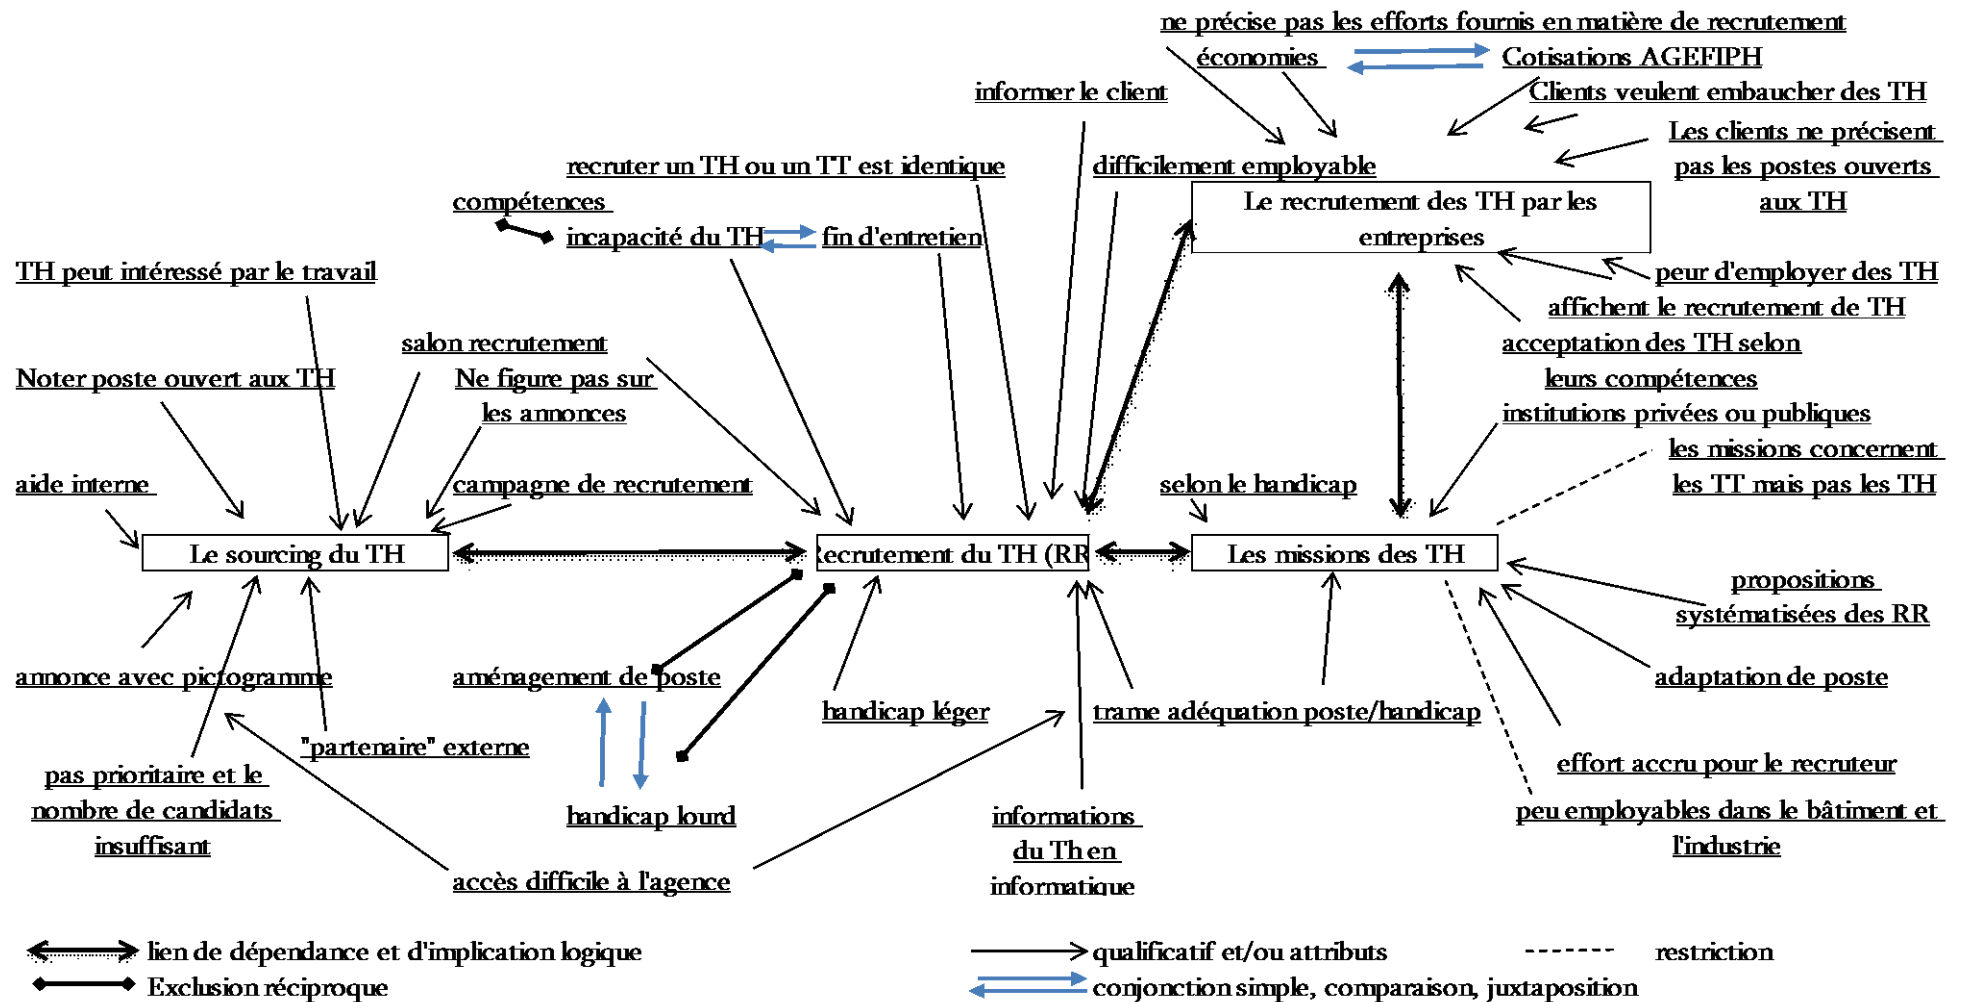 ne précise pas les efforts fournis en matière de recrutement
économies
Cotisations AGEFIPH
informer le client
Clients veulent embaucher des TH
Les clients ne précisent
pas les postes ouverts
aux TH
recruter un TH ou un TT est identique
difficilement employable
compétences
Le recrutement des TH par les
entreprises
incapacité du TH
fin d'entretien
TH peut intéressé par le travail
peur d'employer des TH
affichent le recrutement de TH
salon recrutement
acceptation des TH selon
leurs compétences
Noter poste ouvert aux TH
Ne figure pas sur
les annonces
institutions privées ou publiques
les missions concernent
les TT mais pas les TH
aide interne
campagne de recrutement
selon le handicap
Le sourcing du TH
Recrutement du TH (RR
Les missions des TH
propositions
systématisées des RR
annonce avec pictogramme
aménagement de poste
adaptation de poste
handicap léger
trame adéquation poste/handicap
"partenaire" externe
pas prioritaire et le
nombre de candidats
insuffisant
effort accru pour le recruteur
handicap lourd
informations
du Th en
informatique
peu employables dans le bâtiment et
l'industrie
accès difficile à l'agence
lien de dépendance et d'implication logique
qualificatif et/ou attributs
restriction
Exclusion réciproque
conjonction simple, comparaison, juxtaposition